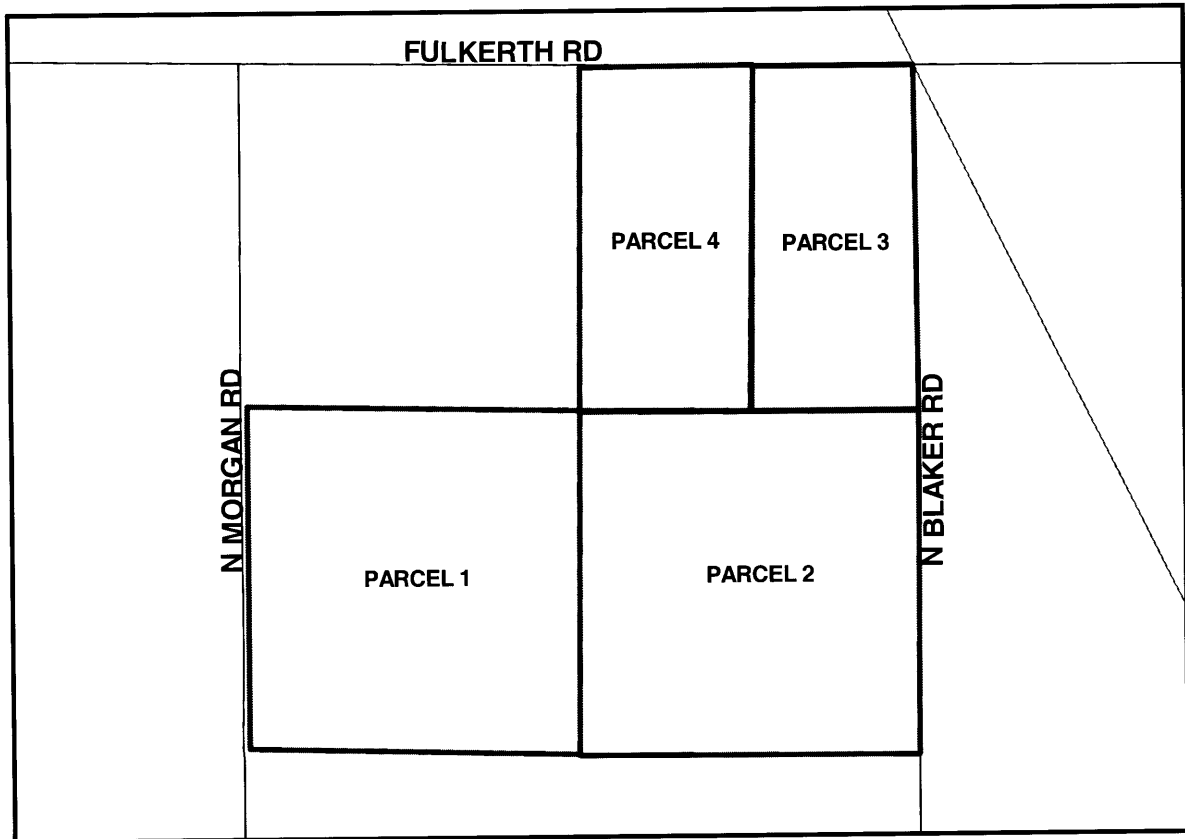 FULKERTH RD
PARCEL 4
PARCEL 3
N MORGAN RD
N BLAKER RD
PARCEL 1
PARCEL 2